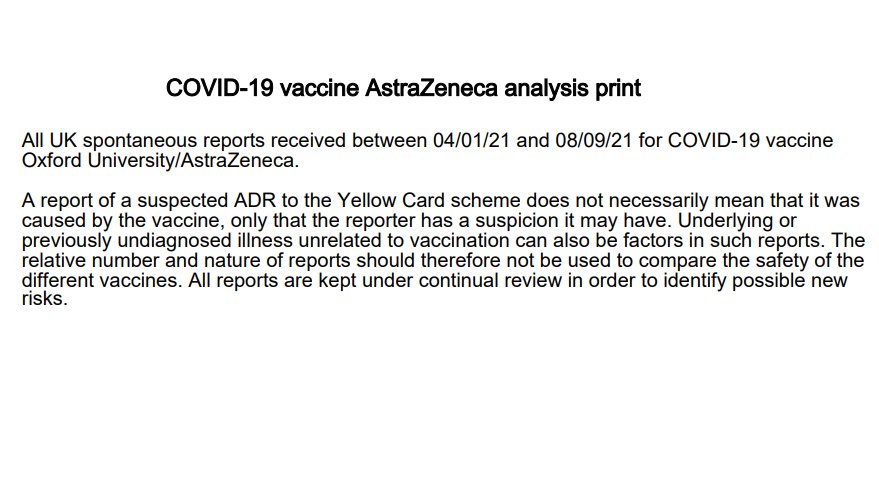 COVID-19 vaccine AstraZeneca analysis print
All UK spontaneous reports received between 04/01/21 and 08/09/21 for COVID-19 vaccine
Oxford University/AstraZeneca.
A report of a suspected ADR to the Yellow Card scheme does not necessarily mean that it was
caused by the vaccine, only that the reporter has a suspicion it may have. Underlying or
previously undiagnosed illness unrelated to vaccination can also be factors in such reports. The
relative number and nature of reports should therefore not be used to compare the safety of the
different vaccines. All reports are kept under continual review in order to identify possible new
risks.